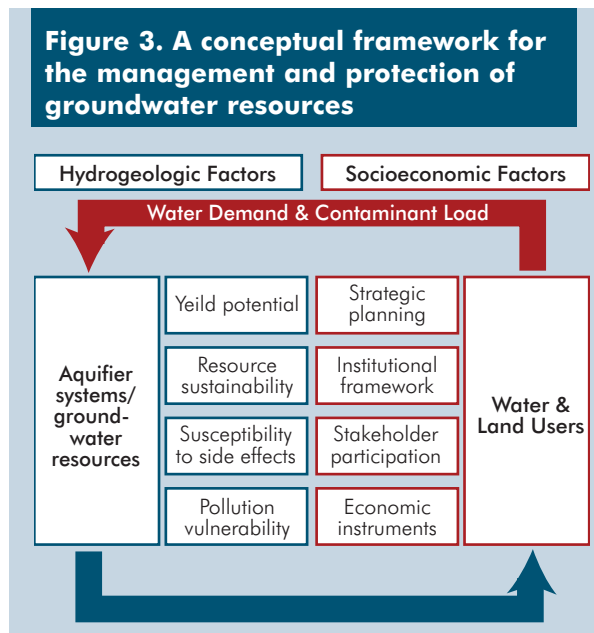 Figure 3. A conceptual framework for
the management and protection of
groundwater resources
Hydrogeologic Factors
Socioeconomic Factors
Water Demand & Contaminant Load
Aquifier
systems/
ground-
water
resources
Yeild potential
Resource
sustainability
Susceptibility
to side effects
Pollution
vulnerability
Strategic
planning
Institutional
framework
Stakeholder
participation
Economic
instruments
Water &
Land Users